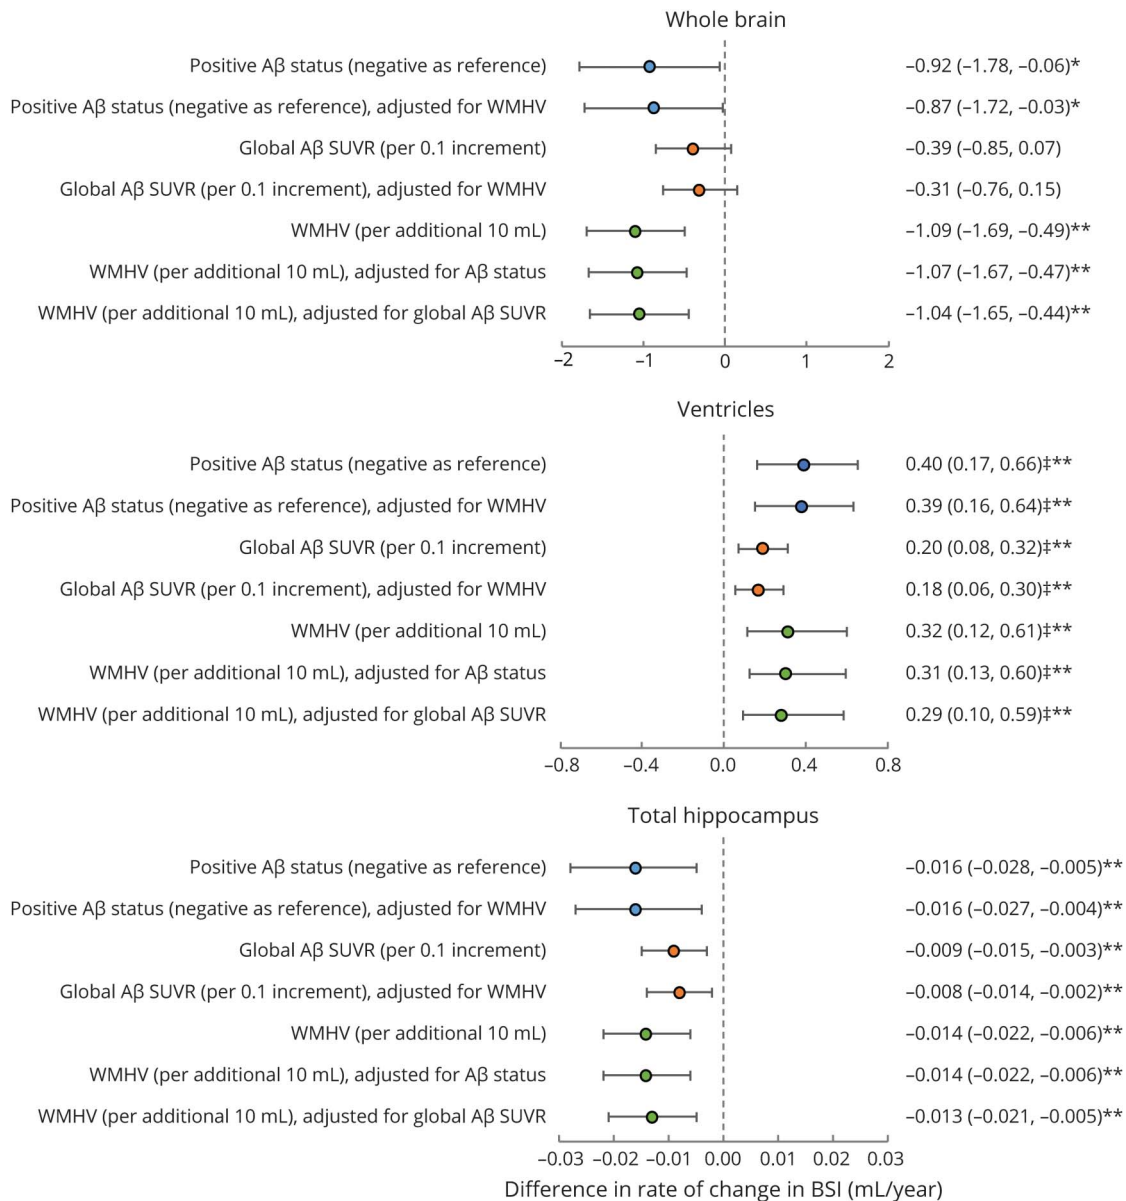 Whole brain
Positive Aβ status (negative as reference) –0.92 (–1.78, –0.06)*
Positive Aβ status (negative as reference), adjusted for WMHV –0.87 (–1.72, –0.03)*
Global Aβ SUVR (per 0.1 increment) –0.39 (–0.85, 0.07)
Global Aβ SUVR (per 0.1 increment), adjusted for WMHV –0.31 (–0.76, 0.15)
WMHV (per additional 10 mL) –1.09 (–1.69, –0.49)**
WMHV (per additional 10 mL), adjusted for Aβ status –1.07 (–1.67, –0.47)**
WMHV (per additional 10 mL), adjusted for global Aβ SUVR –1.04 (–1.65, –0.44)**
–2 –1 0 1 2
Ventricles
Positive Aβ status (negative as reference) 0.40 (0.17, 0.66)‡**
Positive Aβ status (negative as reference), adjusted for WMHV 0.39 (0.16, 0.64)‡**
Global Aβ SUVR (per 0.1 increment) 0.20 (0.08, 0.32)‡**
Global Aβ SUVR (per 0.1 increment), adjusted for WMHV 0.18 (0.06, 0.30)‡**
WMHV (per additional 10 mL) 0.32 (0.12, 0.61)‡**
WMHV (per additional 10 mL), adjusted for Aβ status 0.31 (0.13, 0.60)‡**
WMHV (per additional 10 mL), adjusted for global Aβ SUVR 0.29 (0.10, 0.59)‡**
–0.8 –0.4 0.0 0.4 0.8
Total hippocampus
Positive Aβ status (negative as reference) –0.016 (–0.028, –0.005)**
Positive Aβ status (negative as reference), adjusted for WMHV –0.016 (–0.027, –0.004)**
Global Aβ SUVR (per 0.1 increment) –0.009 (–0.015, –0.003)**
Global Aβ SUVR (per 0.1 increment), adjusted for WMHV –0.008 (–0.014, –0.002)**
WMHV (per additional 10 mL) –0.014 (–0.022, –0.006)**
WMHV (per additional 10 mL), adjusted for Aβ status –0.014 (–0.022, –0.006)**
WMHV (per additional 10 mL), adjusted for global Aβ SUVR –0.013 (–0.021, –0.005)**
–0.03 –0.02 –0.01 0.00 0.01 0.02 0.03
Difference in rate of change in BSI (mL/year)